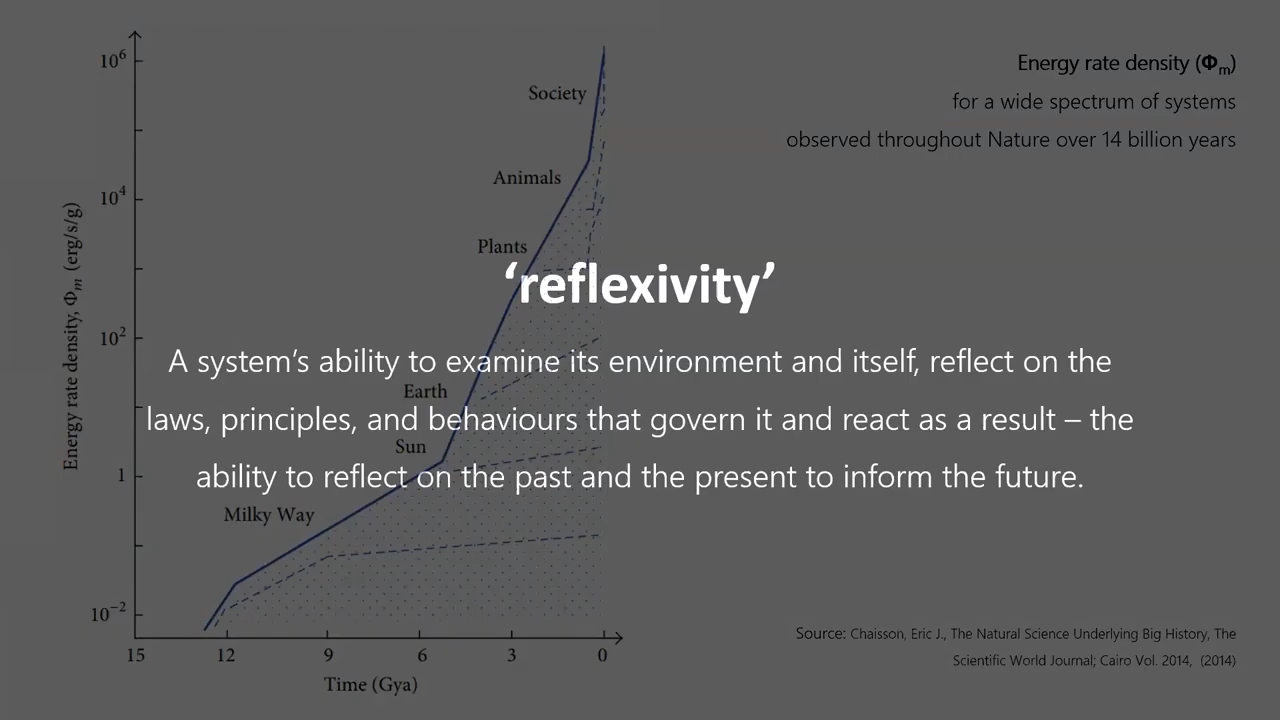 10⁶
10⁴
10²
1
10⁻²
Energy rate density, Φm (erg/s/g)
15 12 9 6 3 0
Time (Gya)
Society
Animals
Plants
Earth
Sun
Milky Way
Energy rate density (Φm)
for a wide spectrum of systems
observed throughout Nature over 14 billion years
‘reflexivity’
A system’s ability to examine its environment and itself, reflect on the
laws, principles, and behaviours that govern it and react as a result – the
ability to reflect on the past and the present to inform the future.
Source: Chaisson, Eric J., The Natural Science Underlying Big History, The
Scientific World Journal; Cairo Vol. 2014, (2014)